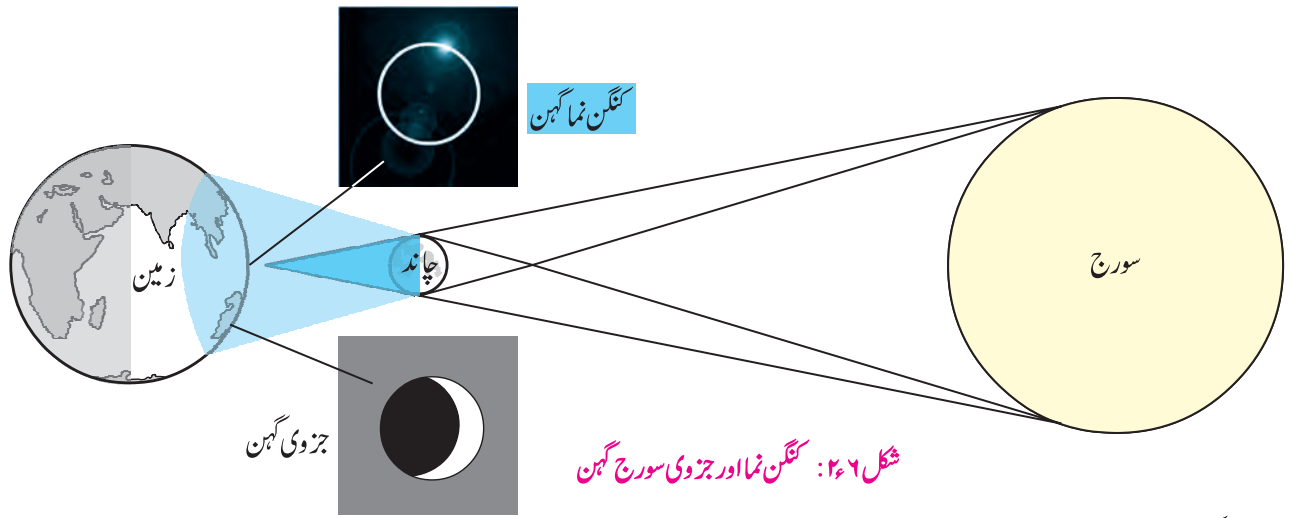 کنگن نما گہن
سورج
چاند
زمین
جزوی گہن
شکل ۲ء۶ : کنگن نما اور جزوی سورج گہن